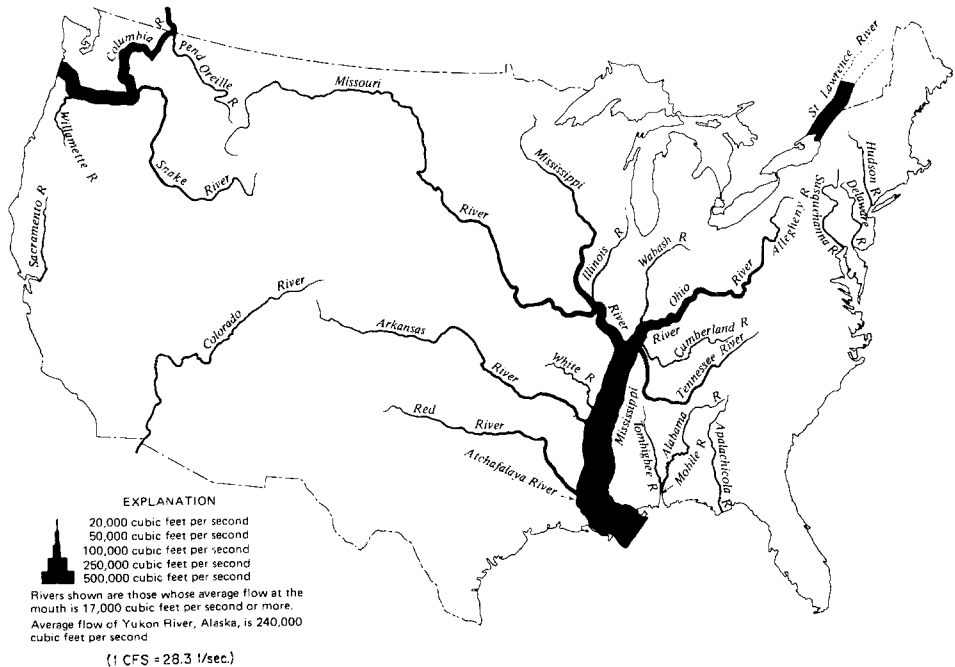 Columbia R
Pend Oreille R
Missouri
River
Willamette R
Snake River
Sacramento R
Colorado River
Arkansas
River
Red River
White R
Atchafalaya River
Mississippi
River
Mississippi
Illinois R
Wabash R
Ohio
River
River
Allegheny R
Cumberland R
Tennessee River
Tombigbee R
Alabama R
Mobile R
Apalachicola R
St Lawrence River
Hudson R
Delaware R
Susquehanna R
EXPLANATION
20,000 cubic feet per second
50,000 cubic feet per second
100,000 cubic feet per second
250,000 cubic feet per second
500,000 cubic feet per second
Rivers shown are those whose average flow at the
mouth is 17,000 cubic feet per second or more.
Average flow of Yukon River, Alaska, is 240,000
cubic feet per second
(1 CFS = 28.3 l/sec.)